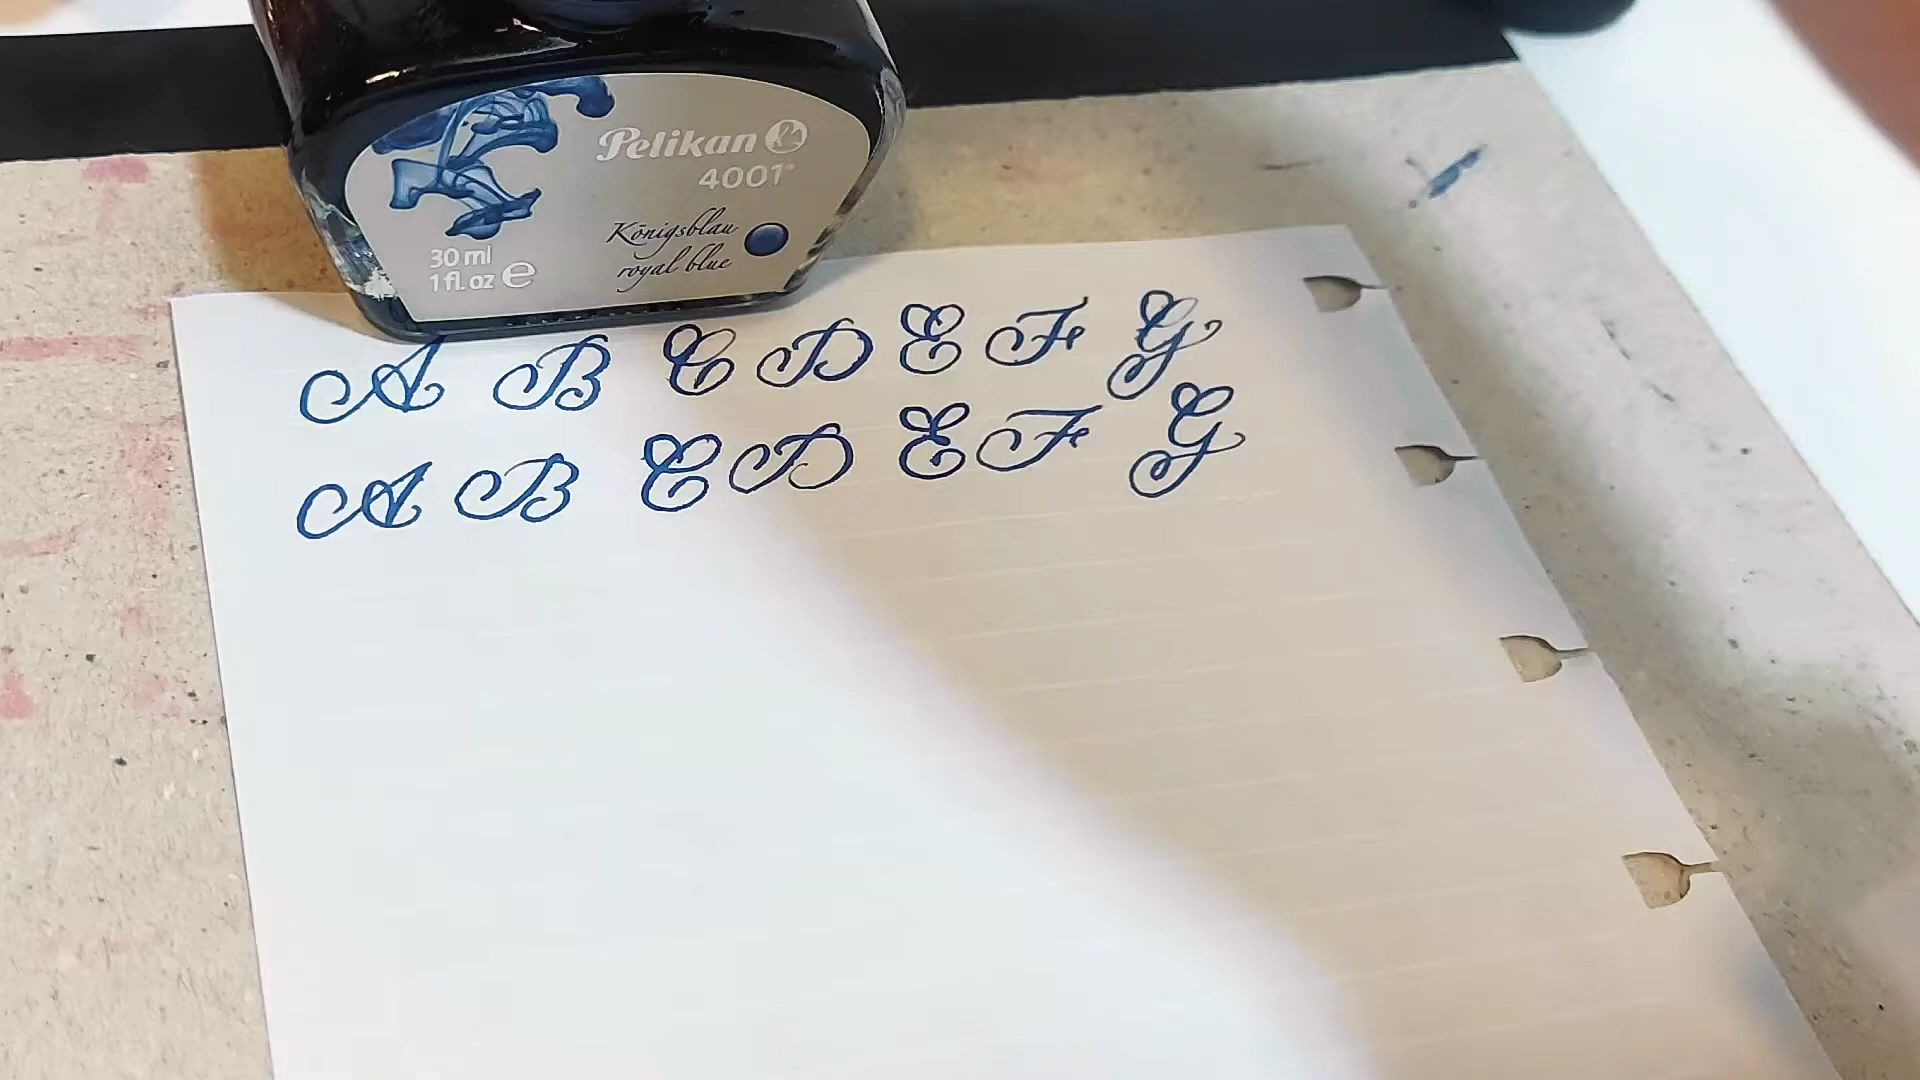 Pelikan
4001®
Königsblau
royal blue
30 ml
1 fl. oz e
A B C D E F G
A B C D E F G